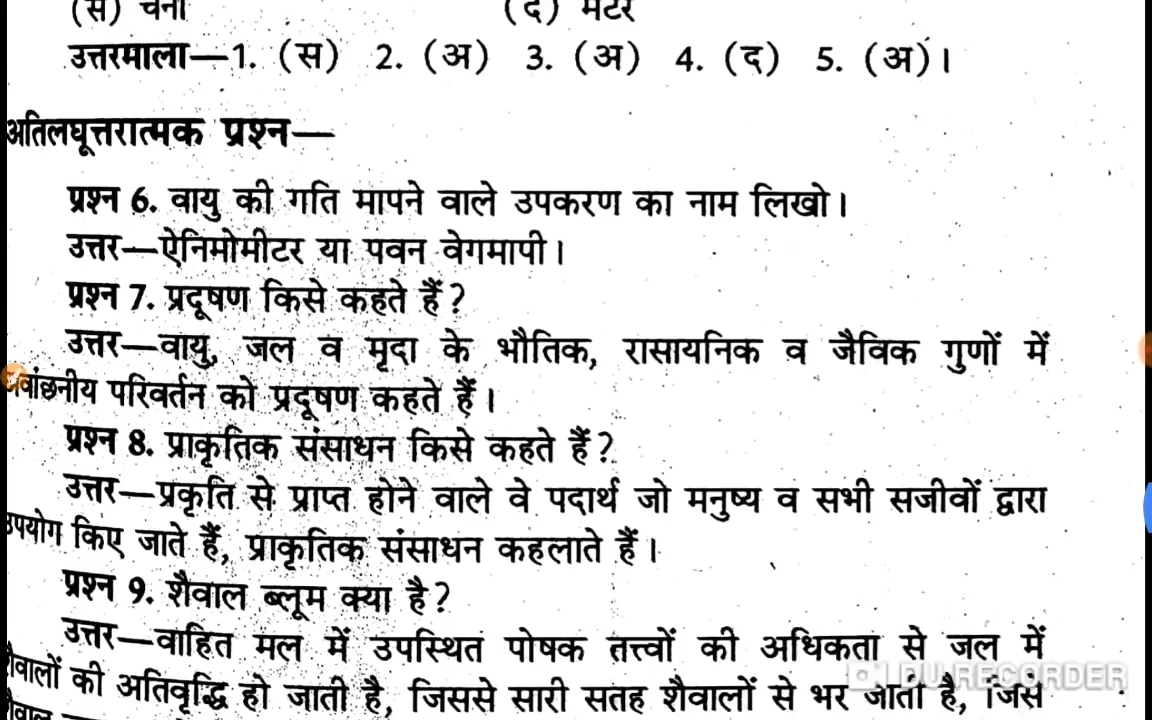 (स) चना (द) मटर
उत्तरमाला—1. (स) 2. (अ) 3. (अ) 4. (द) 5. (अ)।
अतिलघूत्तरात्मक प्रश्न—
प्रश्न 6. वायु की गति मापने वाले उपकरण का नाम लिखो।
उत्तर—ऐनिमोमीटर या पवन वेगमापी।
प्रश्न 7. प्रदूषण किसे कहते हैं?
उत्तर—वायु, जल व मृदा के भौतिक, रासायनिक व जैविक गुणों में
अवांछनीय परिवर्तन को प्रदूषण कहते हैं।
प्रश्न 8. प्राकृतिक संसाधन किसे कहते हैं?
उत्तर—प्रकृति से प्राप्त होने वाले वे पदार्थ जो मनुष्य व सभी सजीवों द्वारा
उपयोग किए जाते हैं, प्राकृतिक संसाधन कहलाते हैं।
प्रश्न 9. शैवाल ब्लूम क्या है?
उत्तर—वाहित मल में उपस्थित पोषक तत्त्वों की अधिकता से जल में
शैवालों की अतिवृद्धि हो जाती है, जिससे सारी सतह शैवालों से भर जाती है, जिसे
शैवाल
DU RECORDER